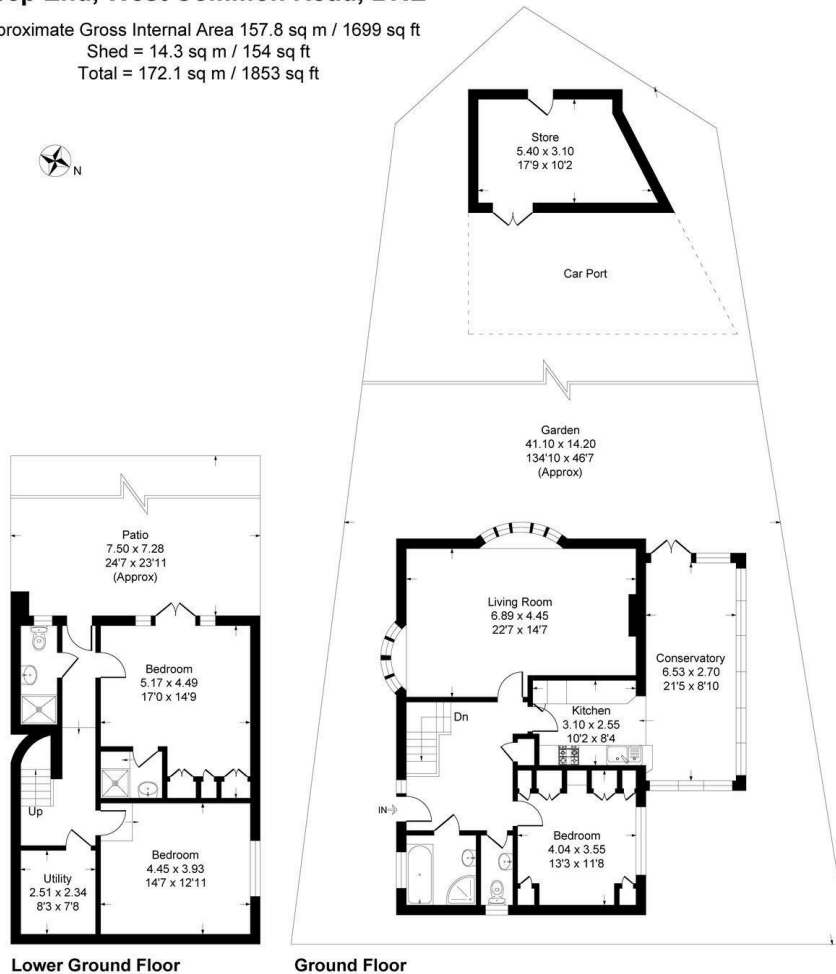 West Common Road,
Approximate Gross Internal Area 157.8 sq m / 1699 sq ft
Shed = 14.3 sq m / 154 sq ft
Total = 172.1 sq m / 1853 sq ft
N
Store
5.40 x 3.10
17'9 x 10'2
Car Port
Garden
41.10 x 14.20
134'10 x 46'7
(Approx)
Patio
7.50 x 7.28
24'7 x 23'11
(Approx)
Living Room
6.89 x 4.45
22'7 x 14'7
Conservatory
6.53 x 2.70
21'5 x 8'10
Bedroom
5.17 x 4.49
17'0 x 14'9
Dn
Kitchen
3.10 x 2.55
10'2 x 8'4
Up
IN
Bedroom
4.04 x 3.55
13'3 x 11'8
Bedroom
4.45 x 3.93
14'7 x 12'11
Utility
2.51 x 2.34
8'3 x 7'8
Lower Ground Floor
Ground Floor